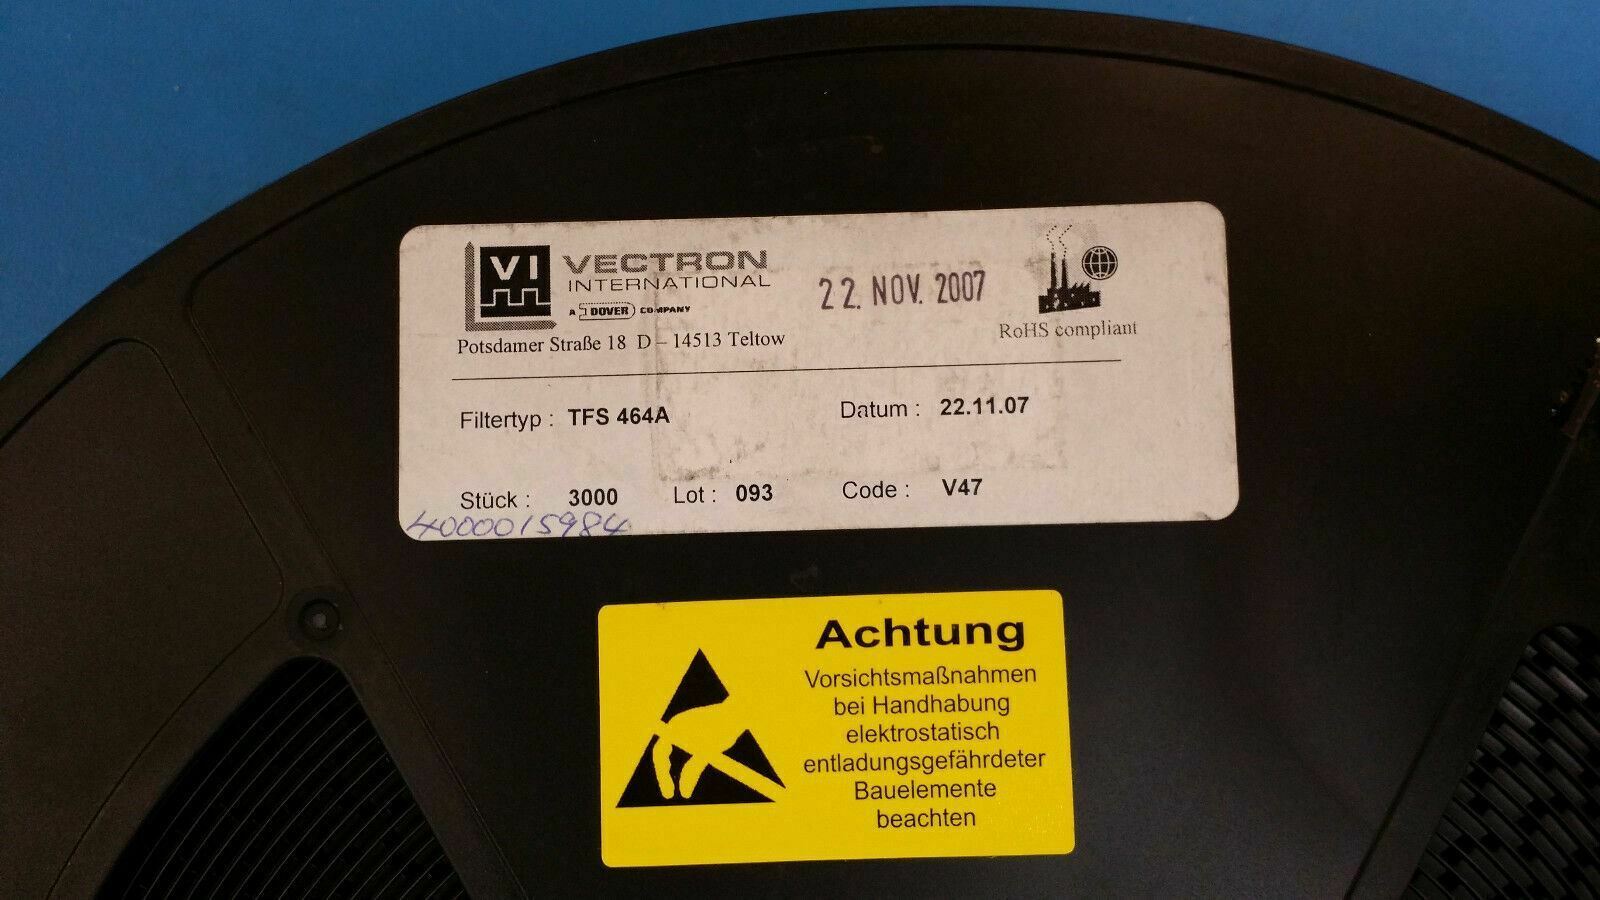 VI VECTRON
INTERNATIONAL
A DOVER COMPANY
22. NOV. 2007
RoHS compliant
Potsdamer Straße 18 D – 14513 Teltow
Filtertyp : TFS 464A
Datum : 22.11.07
Stück : 3000 Lot : 093 Code : V47
4000015984
Achtung
Vorsichtsmaßnahmen
bei Handhabung
elektrostatisch
entladungsgefährdeter
Bauelemente
beachten